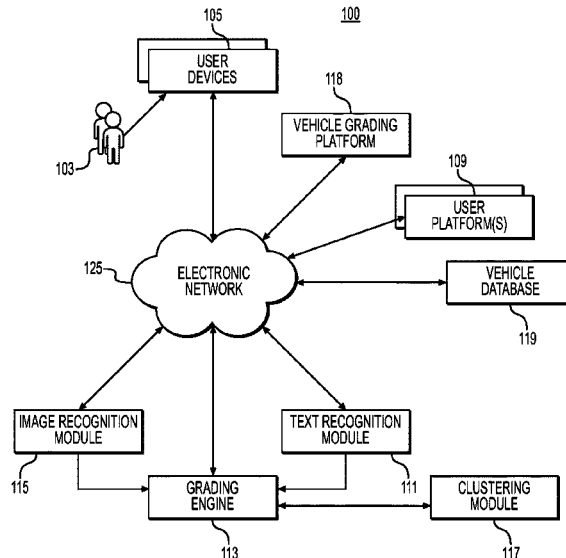 100
105
USER
DEVICES
118
VEHICLE GRADING
PLATFORM
103
109
USER
PLATFORM(S)
125
ELECTRONIC
NETWORK
VEHICLE
DATABASE
119
IMAGE RECOGNITION
MODULE
115
TEXT RECOGNITION
MODULE
111
GRADING
ENGINE
113
CLUSTERING
MODULE
117